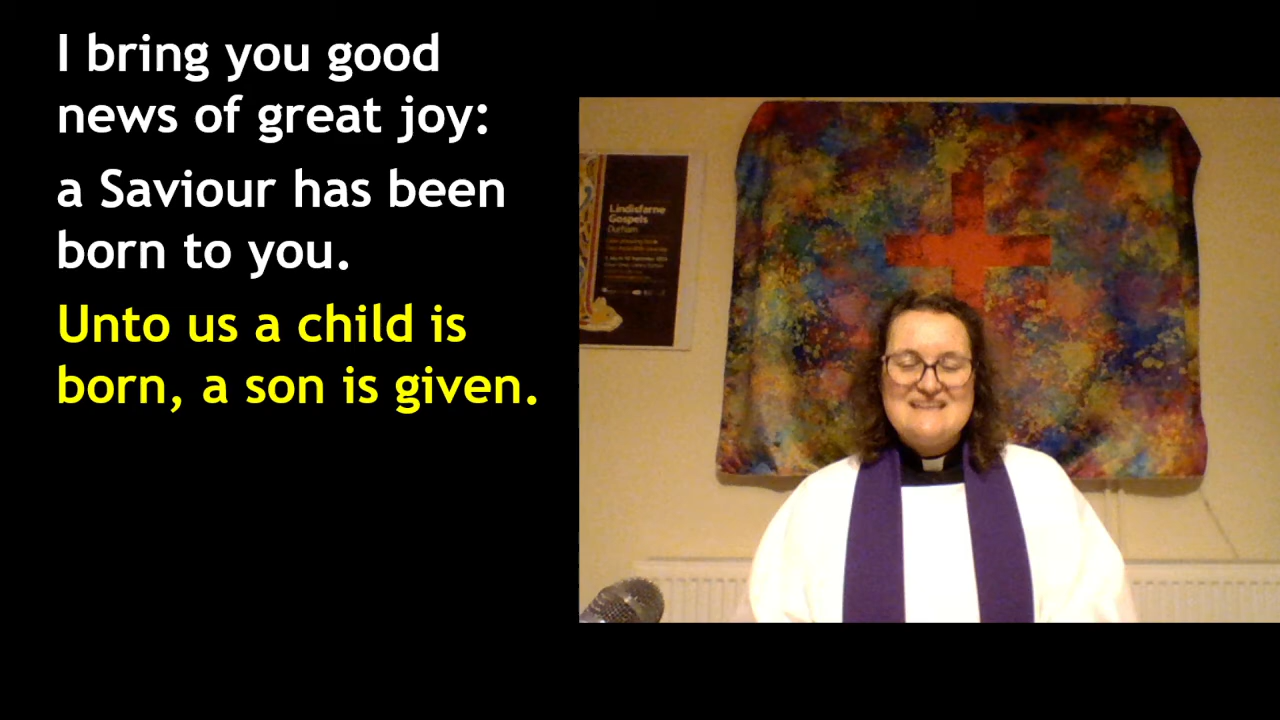 I bring you good
news of great joy:
a Saviour has been
born to you.
Unto us a child is
born, a son is given.
Lindisfarne
Gospels
Durham